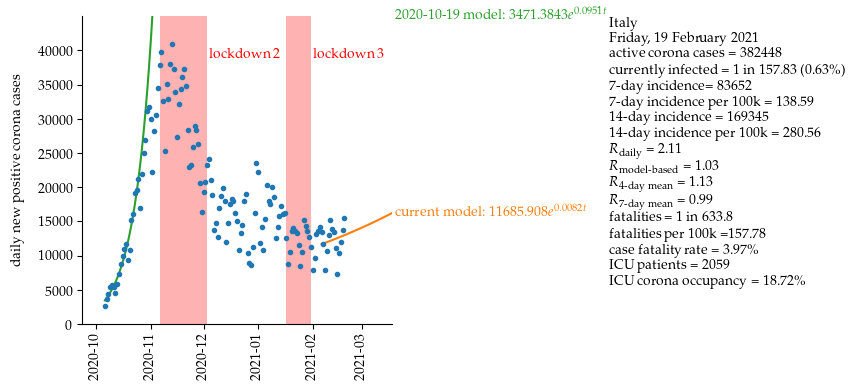 2020-10-19 model: 3471.3843e^0.0951t
Italy
Friday, 19 February 2021
active corona cases = 382448
currently infected = 1 in 157.83 (0.63%)
7-day incidence= 83652
7-day incidence per 100k = 138.59
14-day incidence = 169345
14-day incidence per 100k = 280.56
R_daily = 2.11
R_model-based = 1.03
R_4-day mean = 1.13
R_7-day mean = 0.99
fatalities = 1 in 633.8
fatalities per 100k =157.78
case fatality rate = 3.97%
ICU patients = 2059
ICU corona occupancy = 18.72%
lockdown 2
lockdown 3
current model: 11685.908e^0.0082t
daily new positive corona cases
40000
35000
30000
25000
20000
15000
10000
5000
0
2020-10
2020-11
2020-12
2021-01
2021-02
2021-03